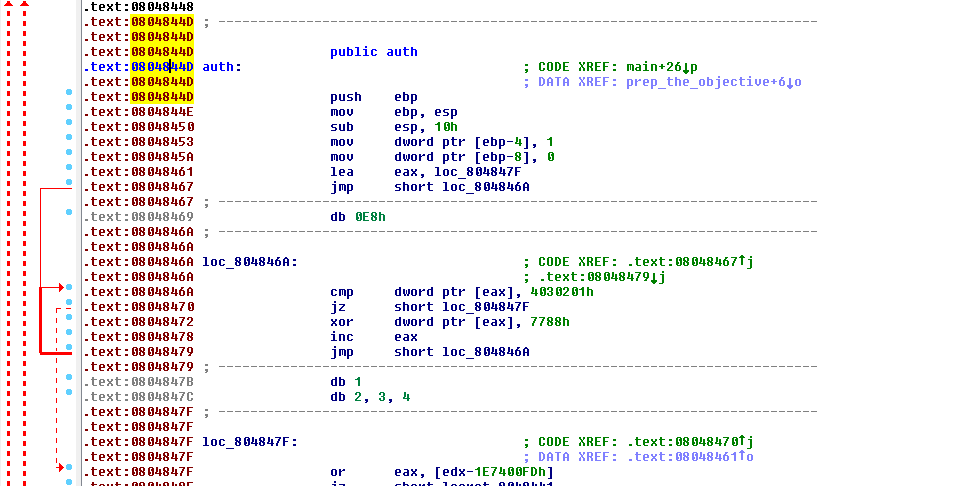 .text:08048448
.text:0804844D ; ---------------------------------------------------------------------------
.text:0804844D
.text:0804844D public auth
.text:0804844D auth: ; CODE XREF: main+26↓p
.text:0804844D ; DATA XREF: prep_the_objective+6↓o
.text:0804844D push ebp
.text:0804844E mov ebp, esp
.text:08048450 sub esp, 10h
.text:08048453 mov dword ptr [ebp-4], 1
.text:0804845A mov dword ptr [ebp-8], 0
.text:08048461 lea eax, loc_804847F
.text:08048467 jmp short loc_804846A
.text:08048467 ; ---------------------------------------------------------------------------
.text:08048469 db 0E8h
.text:0804846A ; ---------------------------------------------------------------------------
.text:0804846A
.text:0804846A loc_804846A: ; CODE XREF: .text:08048467↑j
.text:0804846A ; .text:08048479↓j
.text:0804846A cmp dword ptr [eax], 4030201h
.text:08048470 jz short loc_804847F
.text:08048472 xor dword ptr [eax], 7788h
.text:08048478 inc eax
.text:08048479 jmp short loc_804846A
.text:08048479 ; ---------------------------------------------------------------------------
.text:0804847B db 1
.text:0804847C db 2, 3, 4
.text:0804847F ; ---------------------------------------------------------------------------
.text:0804847F
.text:0804847F loc_804847F: ; CODE XREF: .text:08048470↑j
.text:0804847F ; DATA XREF: .text:08048461↑o
.text:0804847F or eax, [edx-1E7400FDh]